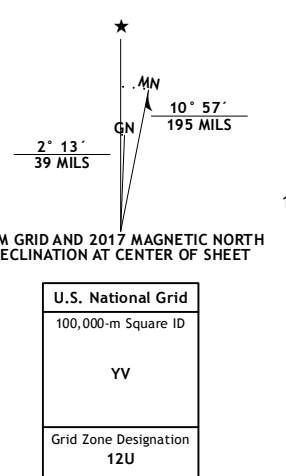 MN
GN
10° 57´
195 MILS
2° 13´
39 MILS
M GRID AND 2017 MAGNETIC NORTH
ECLINATION AT CENTER OF SHEET
1
U.S. National Grid
100,000-m Square ID
YV
Grid Zone Designation
12U